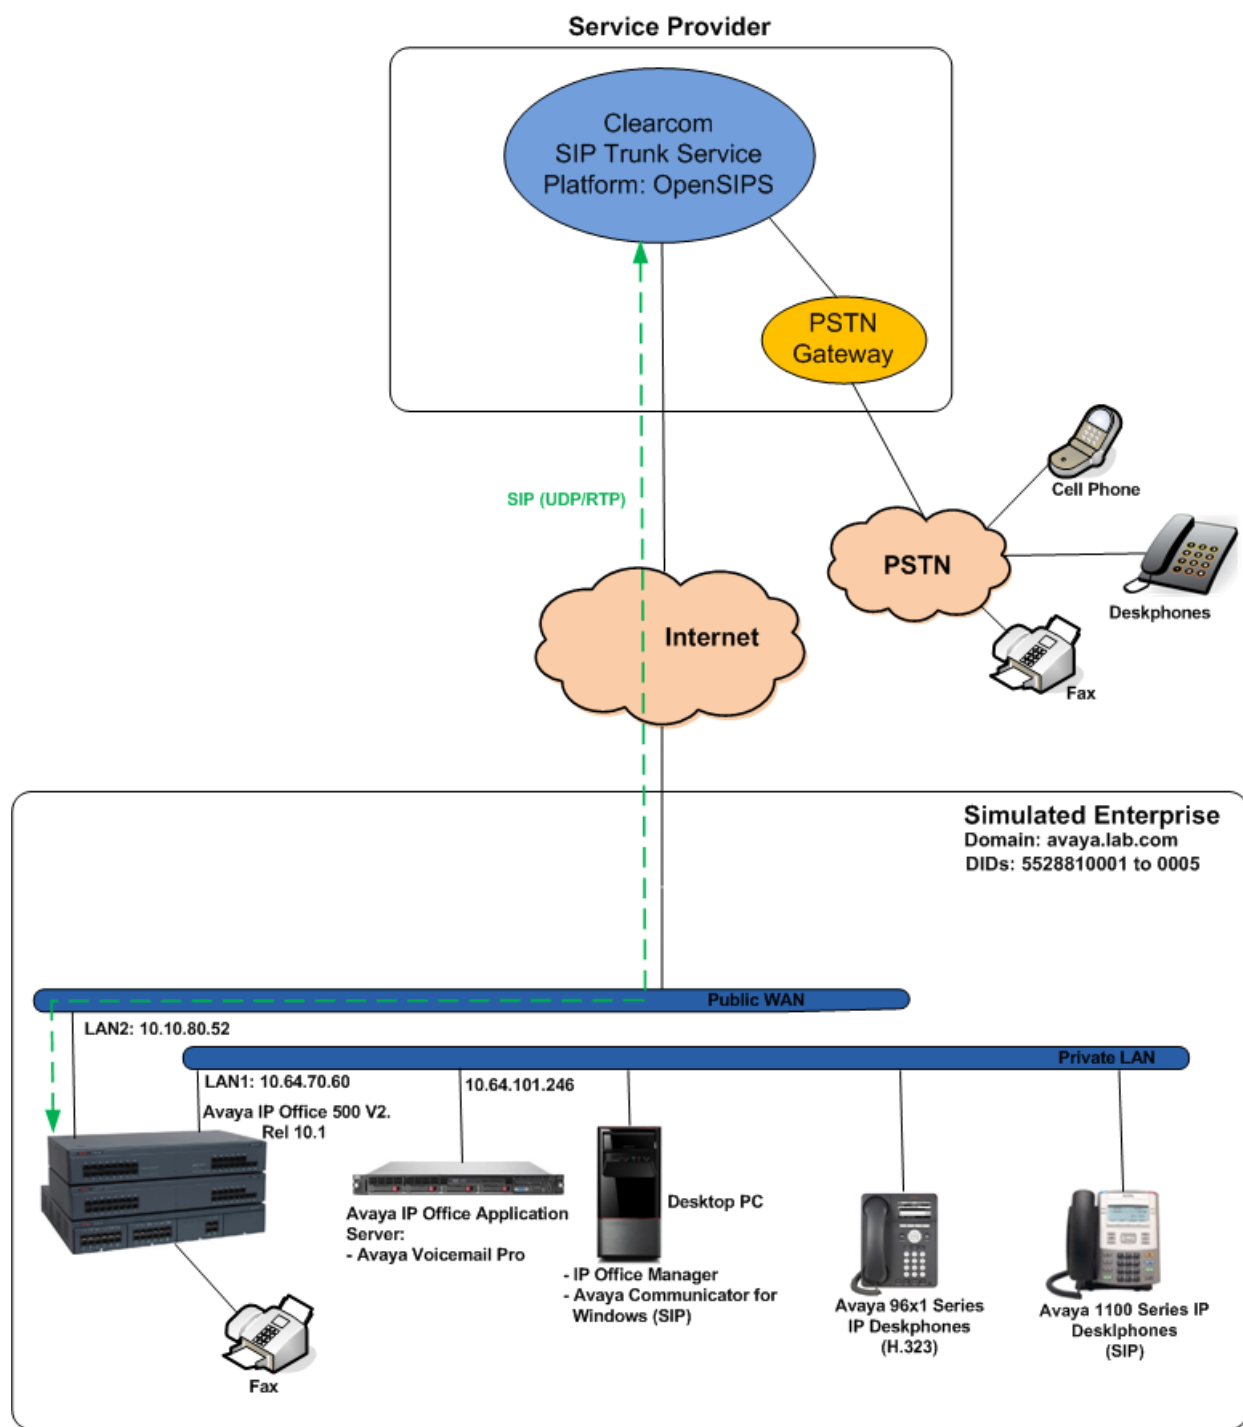 Service Provider
Clearcom
SIP Trunk Service
Platform: OpenSIPS
PSTN
Gateway
Cell Phone
SIP (UDP/RTP)
PSTN
Deskphones
Internet
Fax
Simulated Enterprise
Domain: avaya.lab.com
DIDs: 5528810001 to 0005
Public WAN
LAN2: 10.10.80.52
Private LAN
LAN1: 10.64.70.60
10.64.101.246
Avaya IP Office 500 V2.
Rel 10.1
Avaya IP Office Application
Server:
- Avaya Voicemail Pro
Desktop PC
- IP Office Manager
- Avaya Communicator for
Windows (SIP)
Avaya 96x1 Series
IP Deskphones
(H.323)
Avaya 1100 Series IP
Desklphones
(SIP)
Fax